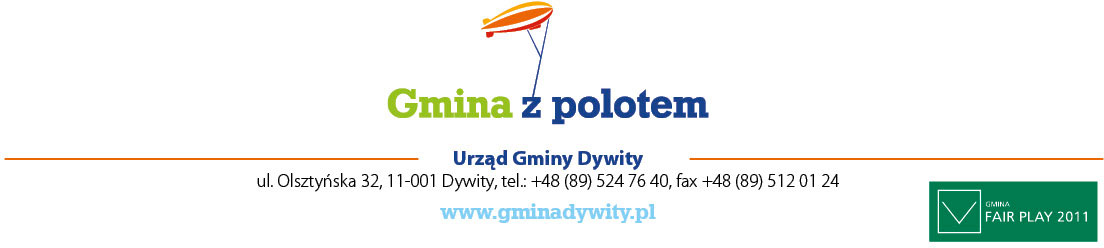 Gmina z polotem
Urząd Gminy Dywity
ul. Olsztyńska 32, 11-001 Dywity, tel.: +48 (89) 524 76 40, fax +48 (89) 512 01 24
www.gminadywity.pl
GMINA
FAIR PLAY 2011